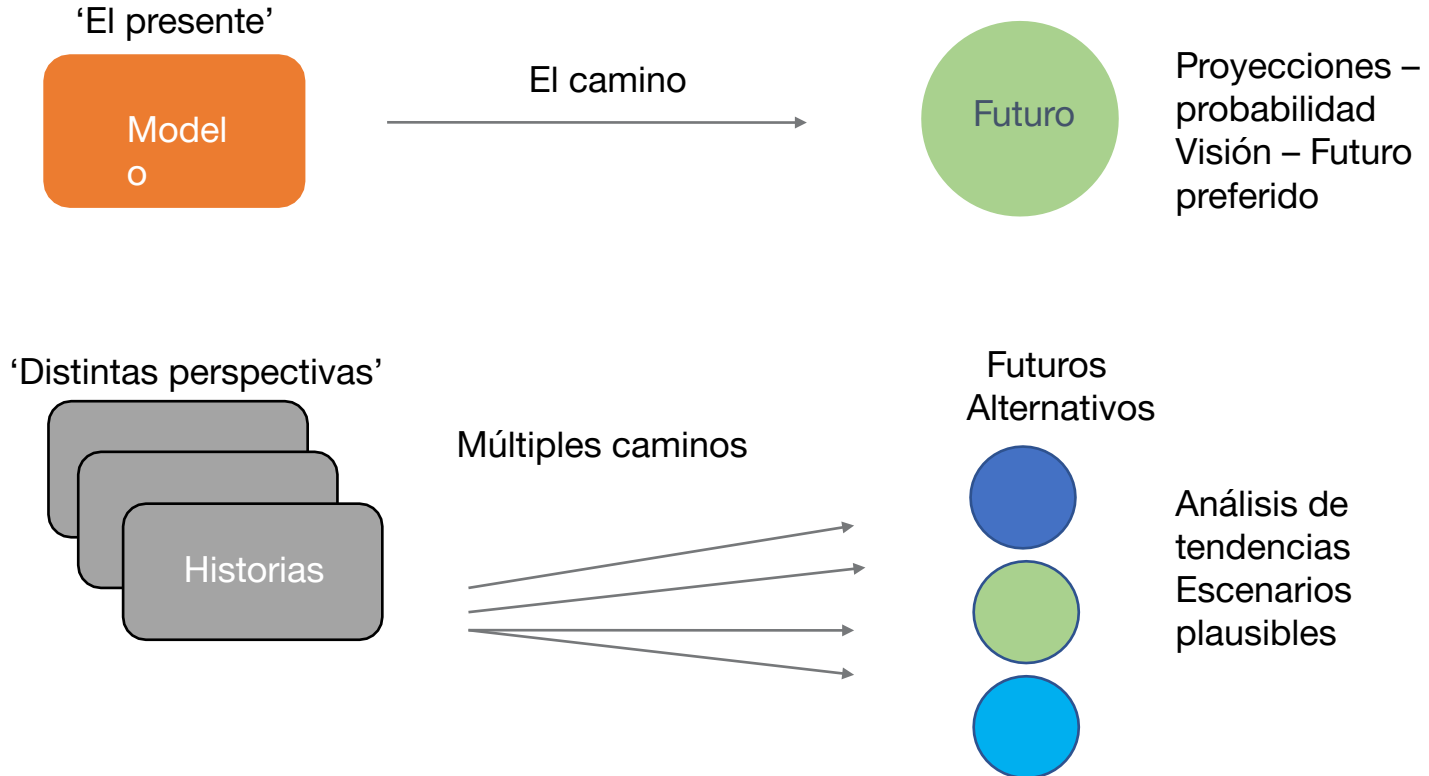 ‘El presente’
Model
o
El camino
Futuro
Proyecciones –
probabilidad
Visión – Futuro
preferido
‘Distintas perspectivas’
Historias
Múltiples caminos
Futuros
Alternativos
Análisis de
tendencias
Escenarios
plausibles